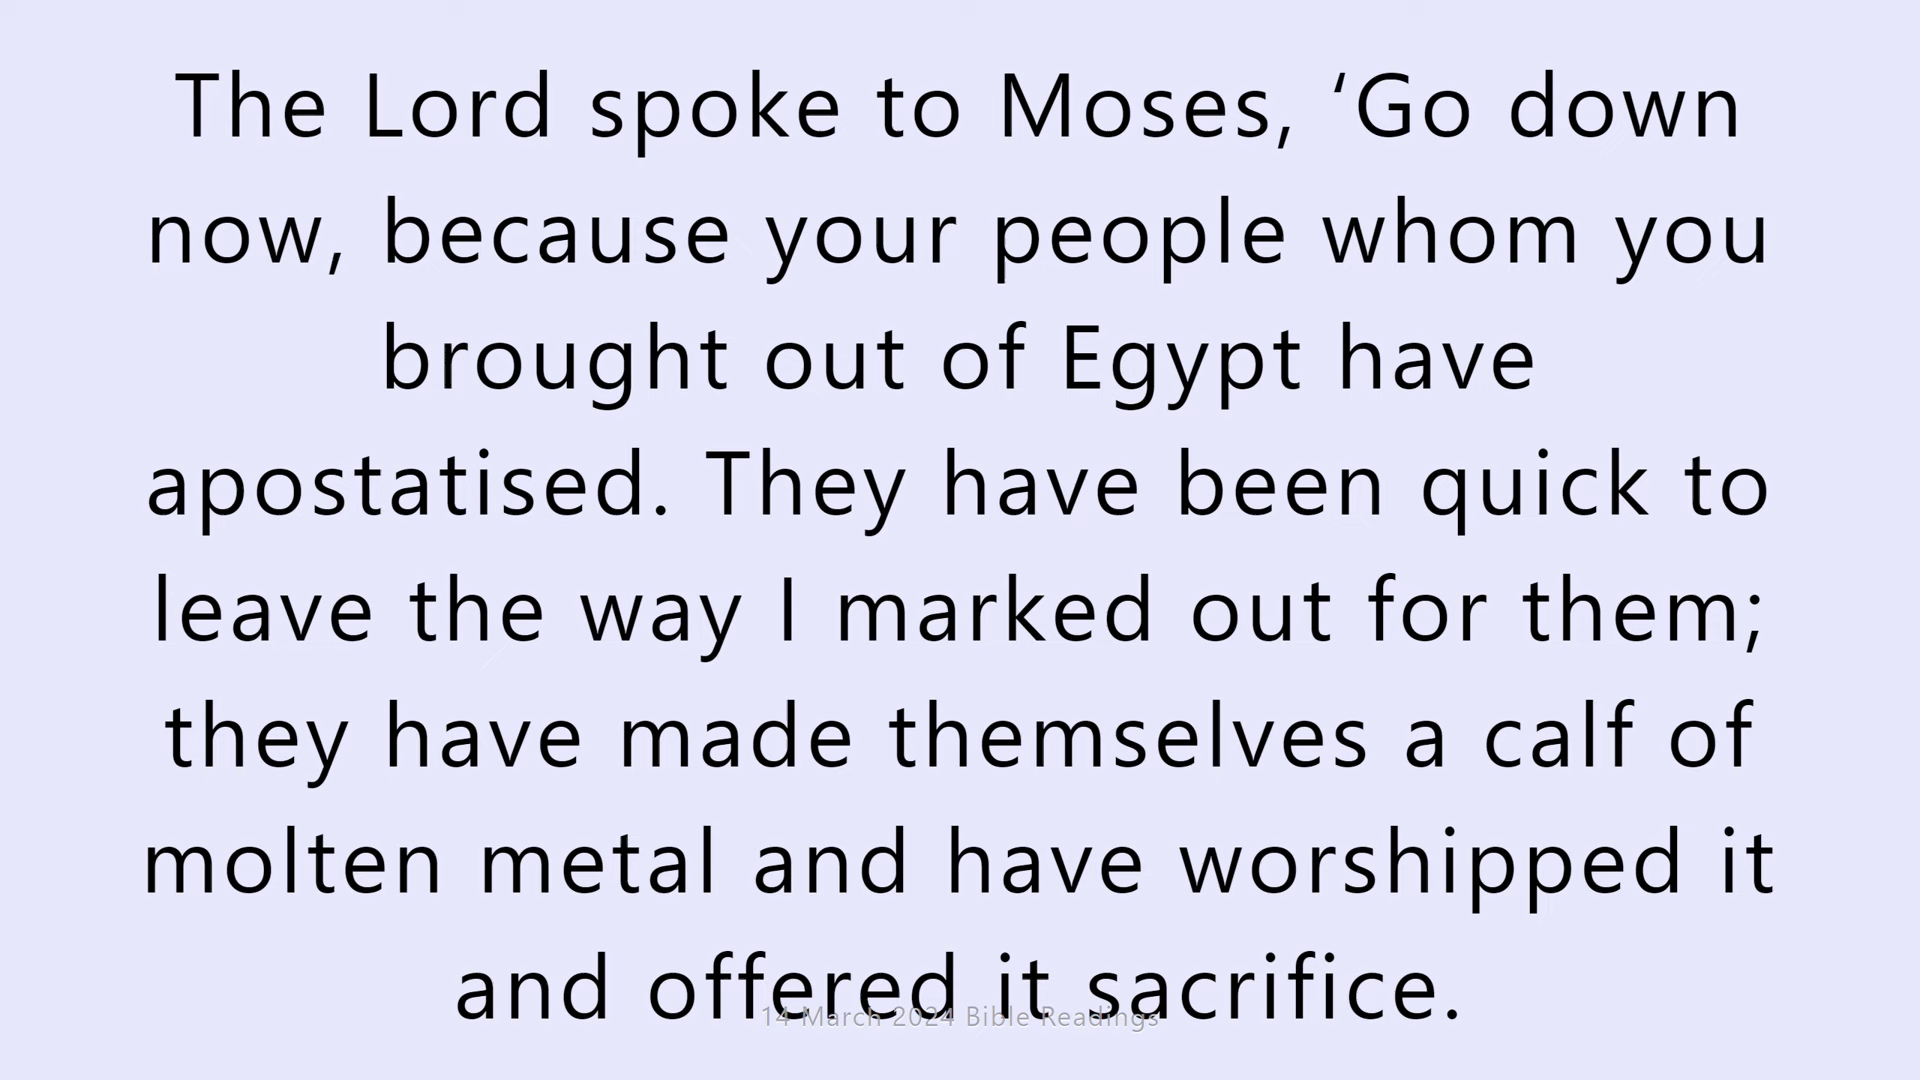 The Lord spoke to Moses, ‘Go down
now, because your people whom you
brought out of Egypt have
apostatised. They have been quick to
leave the way I marked out for them;
they have made themselves a calf of
molten metal and have worshipped it
and offered it sacrifice.
14 March 2024 Bible Readings